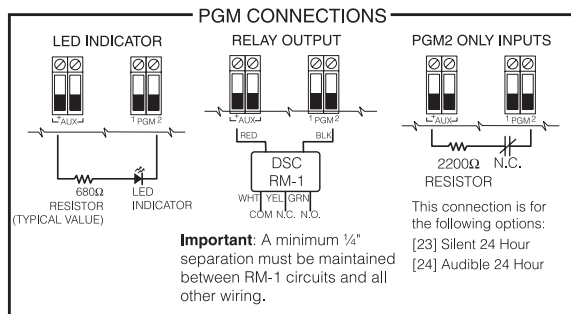 PGM CONNECTIONS
LED INDICATOR
+AUX-
1 PGM 2
680Ω
RESISTOR
(TYPICAL VALUE)
LED
INDICATOR
RELAY OUTPUT
+AUX-
1 PGM 2
RED
BLK
DSC
RM-1
WHT YEL GRN
COM N.C. N.O.
Important: A minimum ¼"
separation must be maintained
between RM-1 circuits and all
other wiring.
PGM2 ONLY INPUTS
+AUX-
1 PGM 2
2200Ω
RESISTOR
N.C.
This connection is for
the following options:
[23] Silent 24 Hour
[24] Audible 24 Hour